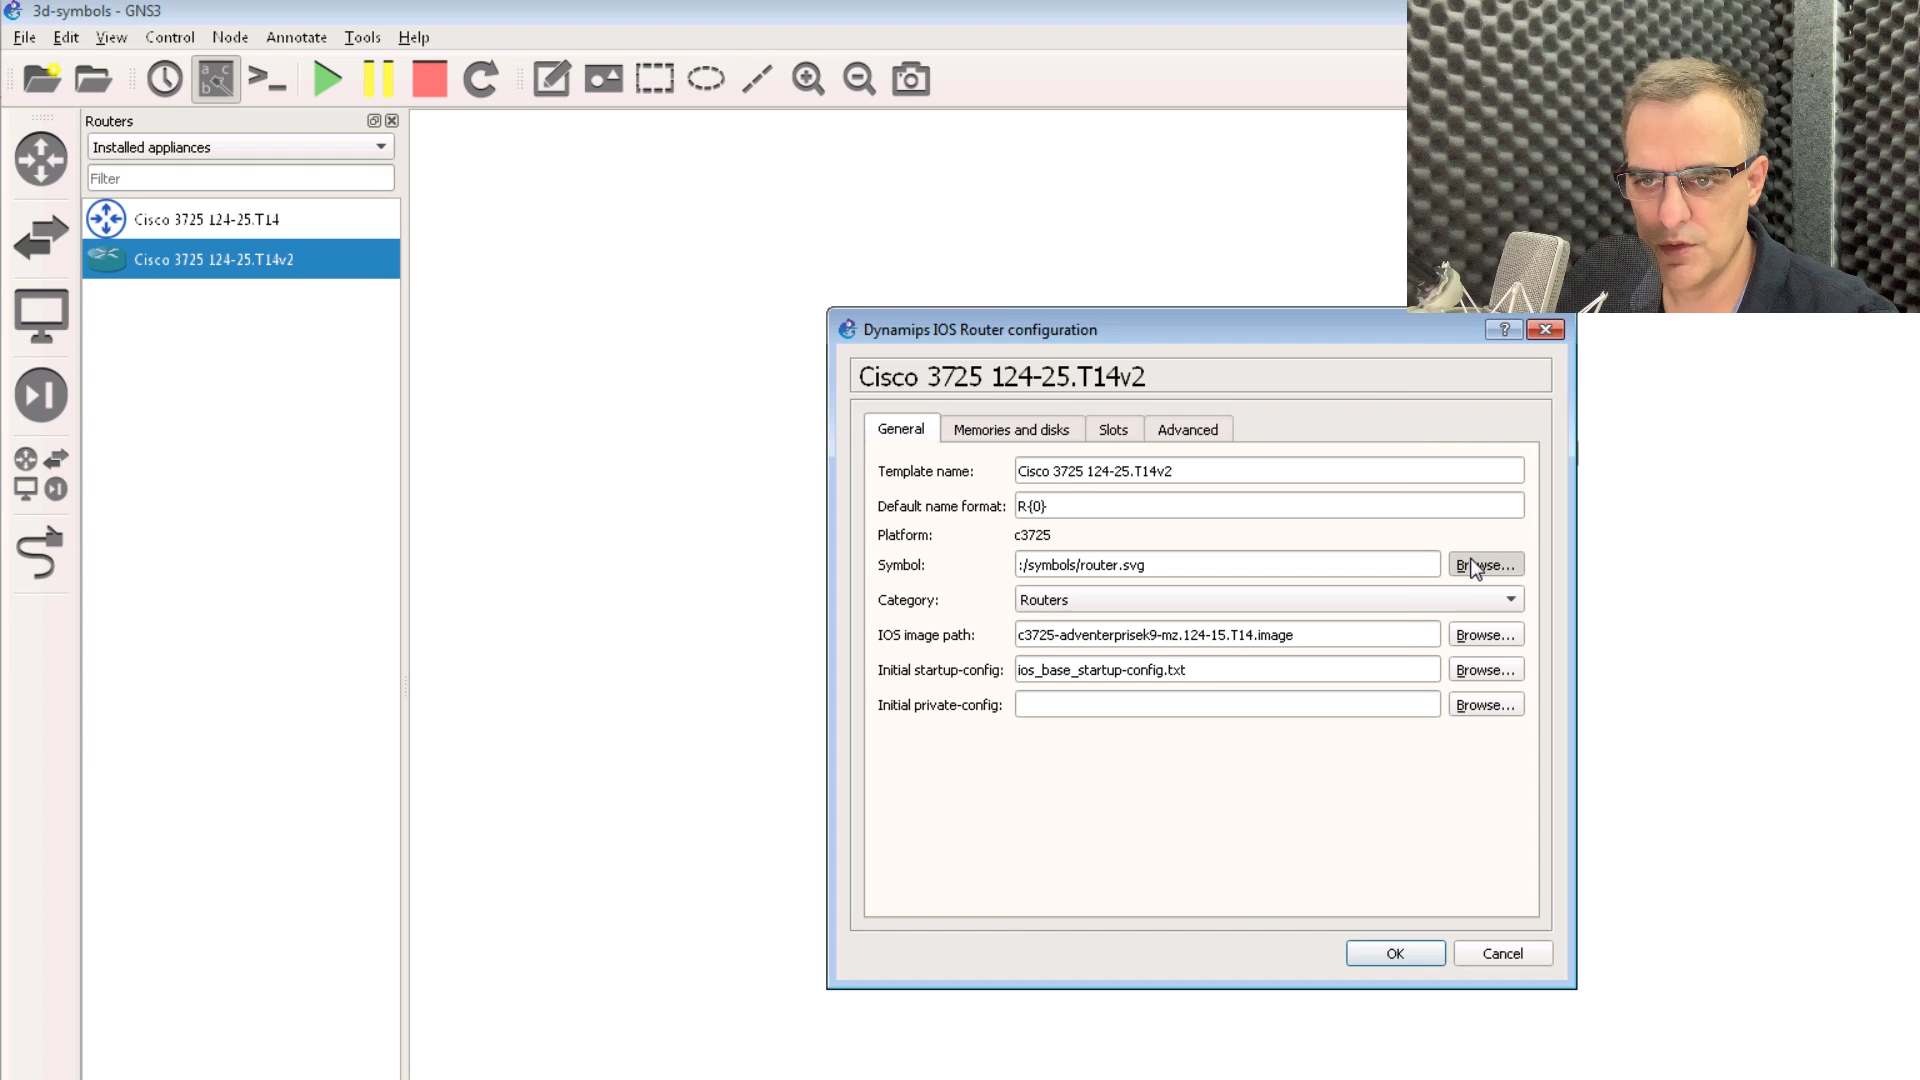 3d-symbols - GNS3
File Edit View Control Node Annotate Tools Help
Routers
Installed appliances
Filter
Cisco 3725 124-25.T14
Cisco 3725 124-25.T14v2
Dynamips IOS Router configuration
Cisco 3725 124-25.T14v2
General Memories and disks Slots Advanced
Template name: Cisco 3725 124-25.T14v2
Default name format: R{0}
Platform: c3725
Symbol: :/symbols/router.svg Browse...
Category: Routers
IOS image path: c3725-adventerprisek9-mz.124-15.T14.image Browse...
Initial startup-config: ios_base_startup-config.txt Browse...
Initial private-config: Browse...
OK Cancel